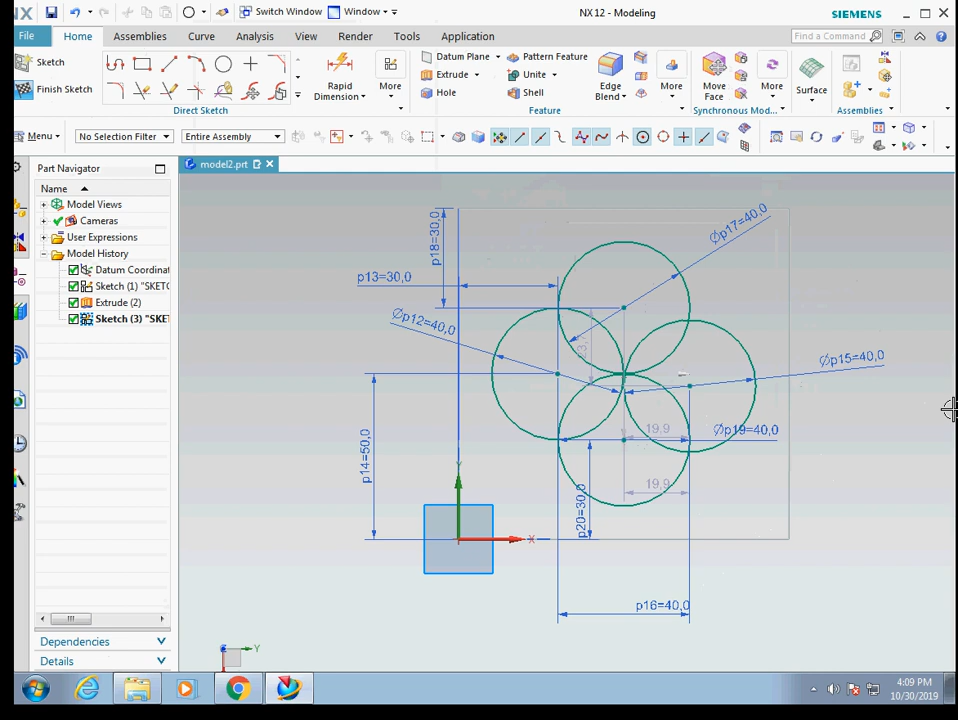 NX
Switch Window
Window
NX 12 - Modeling
SIEMENS
File
Home
Assemblies
Curve
Analysis
View
Render
Tools
Application
Find a Command
Sketch
Finish Sketch
Direct Sketch
Rapid
Dimension
More
Datum Plane
Extrude
Hole
Pattern Feature
Unite
Shell
Edge
Blend
More
Feature
Move
Face
More
Synchronous Mod...
Surface
Assemblies
Menu
No Selection Filter
Entire Assembly
Part Navigator
model2.prt
Name
Model Views
Cameras
User Expressions
Model History
Datum Coordinat
Sketch (1) "SKETC
Extrude (2)
Sketch (3) "SKE
Dependencies
Details
p18=30,0
Øp17=40,0
p13=30,0
Øp12=40,0
Øp15=40,0
19,9
Øp19=40,0
p14=50,0
19,9
p20=30,0
Y
X
p16=40,0
Y
4:09 PM
10/30/2019